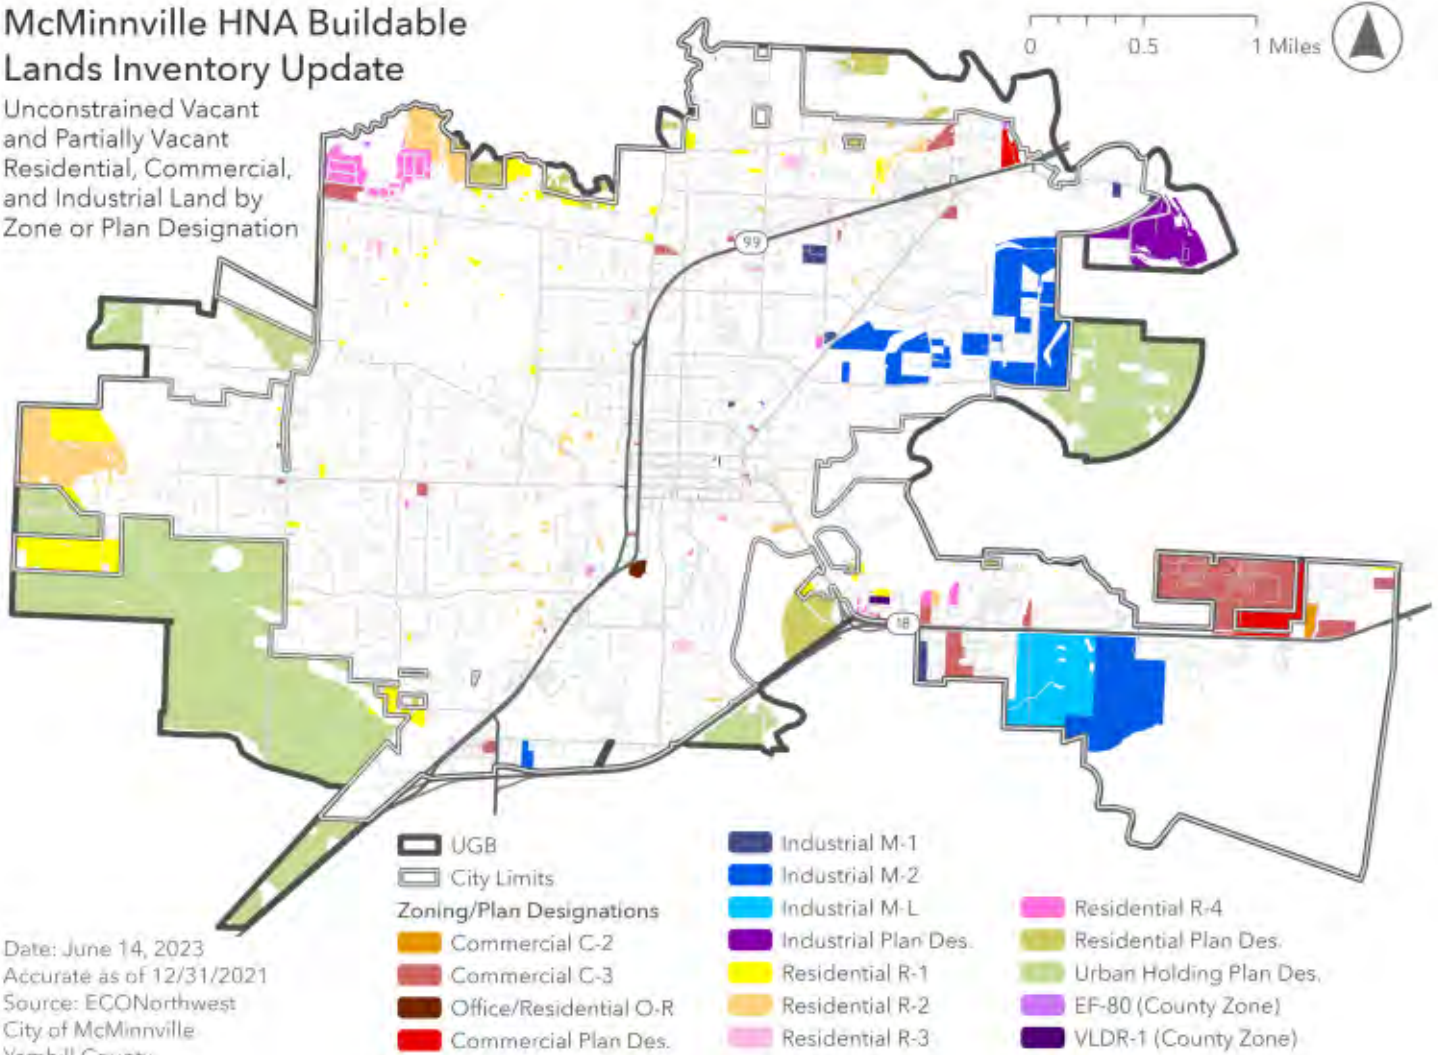 McMinnville HNA Buildable
Lands Inventory Update
Unconstrained Vacant
and Partially Vacant
Residential, Commercial,
and Industrial Land by
Zone or Plan Designation
0 0.5 1 Miles
99
18
UGB
City Limits
Zoning/Plan Designations
Commercial C-2
Commercial C-3
Office/Residential O-R
Commercial Plan Des.
Industrial M-1
Industrial M-2
Industrial M-L
Industrial Plan Des.
Residential R-1
Residential R-2
Residential R-3
Residential R-4
Residential Plan Des.
Urban Holding Plan Des.
EF-80 (County Zone)
VLDR-1 (County Zone)
Date: June 14, 2023
Accurate as of 12/31/2021
Source: ECONorthwest
City of McMinnville
Yamhill County